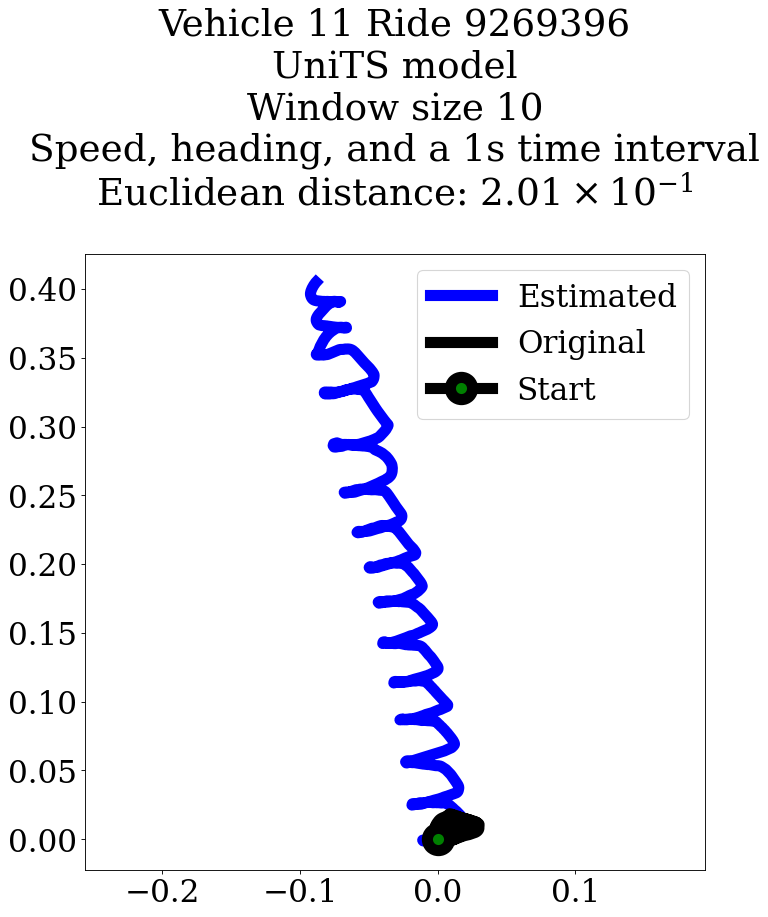 Vehicle 11 Ride 9269396
UniTS model
Window size 10
Speed, heading, and a 1s time interval
Euclidean distance: 2.01 × 10⁻¹
Estimated
Original
Start
0.40
0.35
0.30
0.25
0.20
0.15
0.10
0.05
0.00
−0.2 −0.1 0.0 0.1